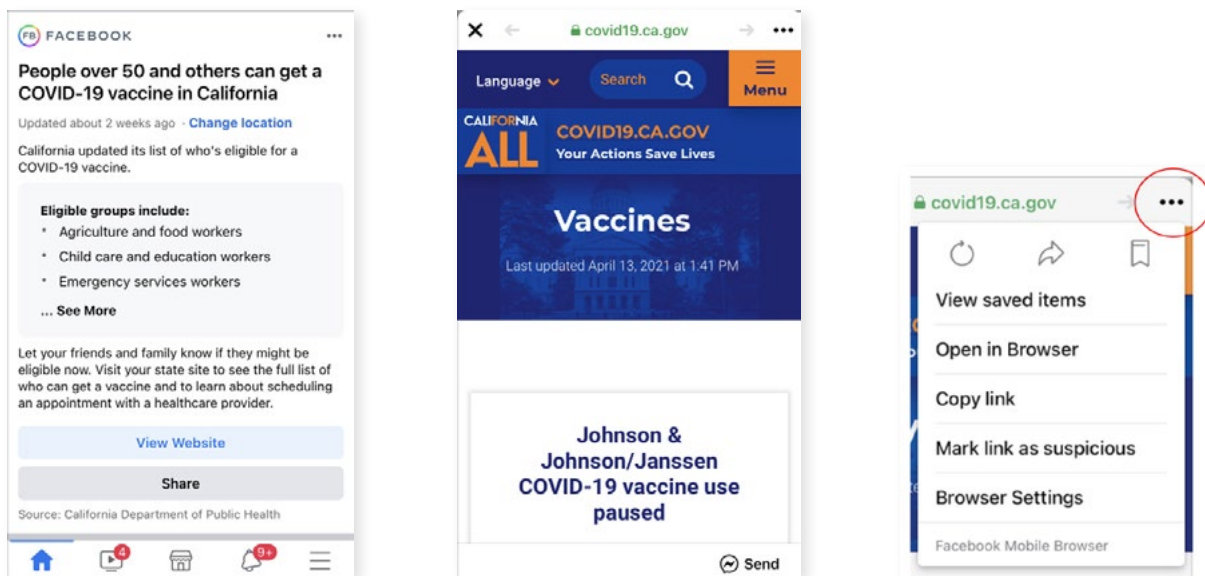 FB FACEBOOK
People over 50 and others can get a
COVID-19 vaccine in California
Updated about 2 weeks ago · Change location
California updated its list of who's eligible for a
COVID-19 vaccine.
Eligible groups include:
* Agriculture and food workers
* Child care and education workers
* Emergency services workers
... See More
Let your friends and family know if they might be
eligible now. Visit your state site to see the full list of
who can get a vaccine and to learn about scheduling
an appointment with a healthcare provider.
View Website
Share
Source: California Department of Public Health
4
9+
covid19.ca.gov
Language
Search
Menu
CALIFORNIA
ALL
COVID19.CA.GOV
Your Actions Save Lives
Vaccines
Last updated April 13, 2021 at 1:41 PM
Johnson &
Johnson/Janssen
COVID-19 vaccine use
paused
Send
covid19.ca.gov
View saved items
Open in Browser
Copy link
Mark link as suspicious
Browser Settings
Facebook Mobile Browser